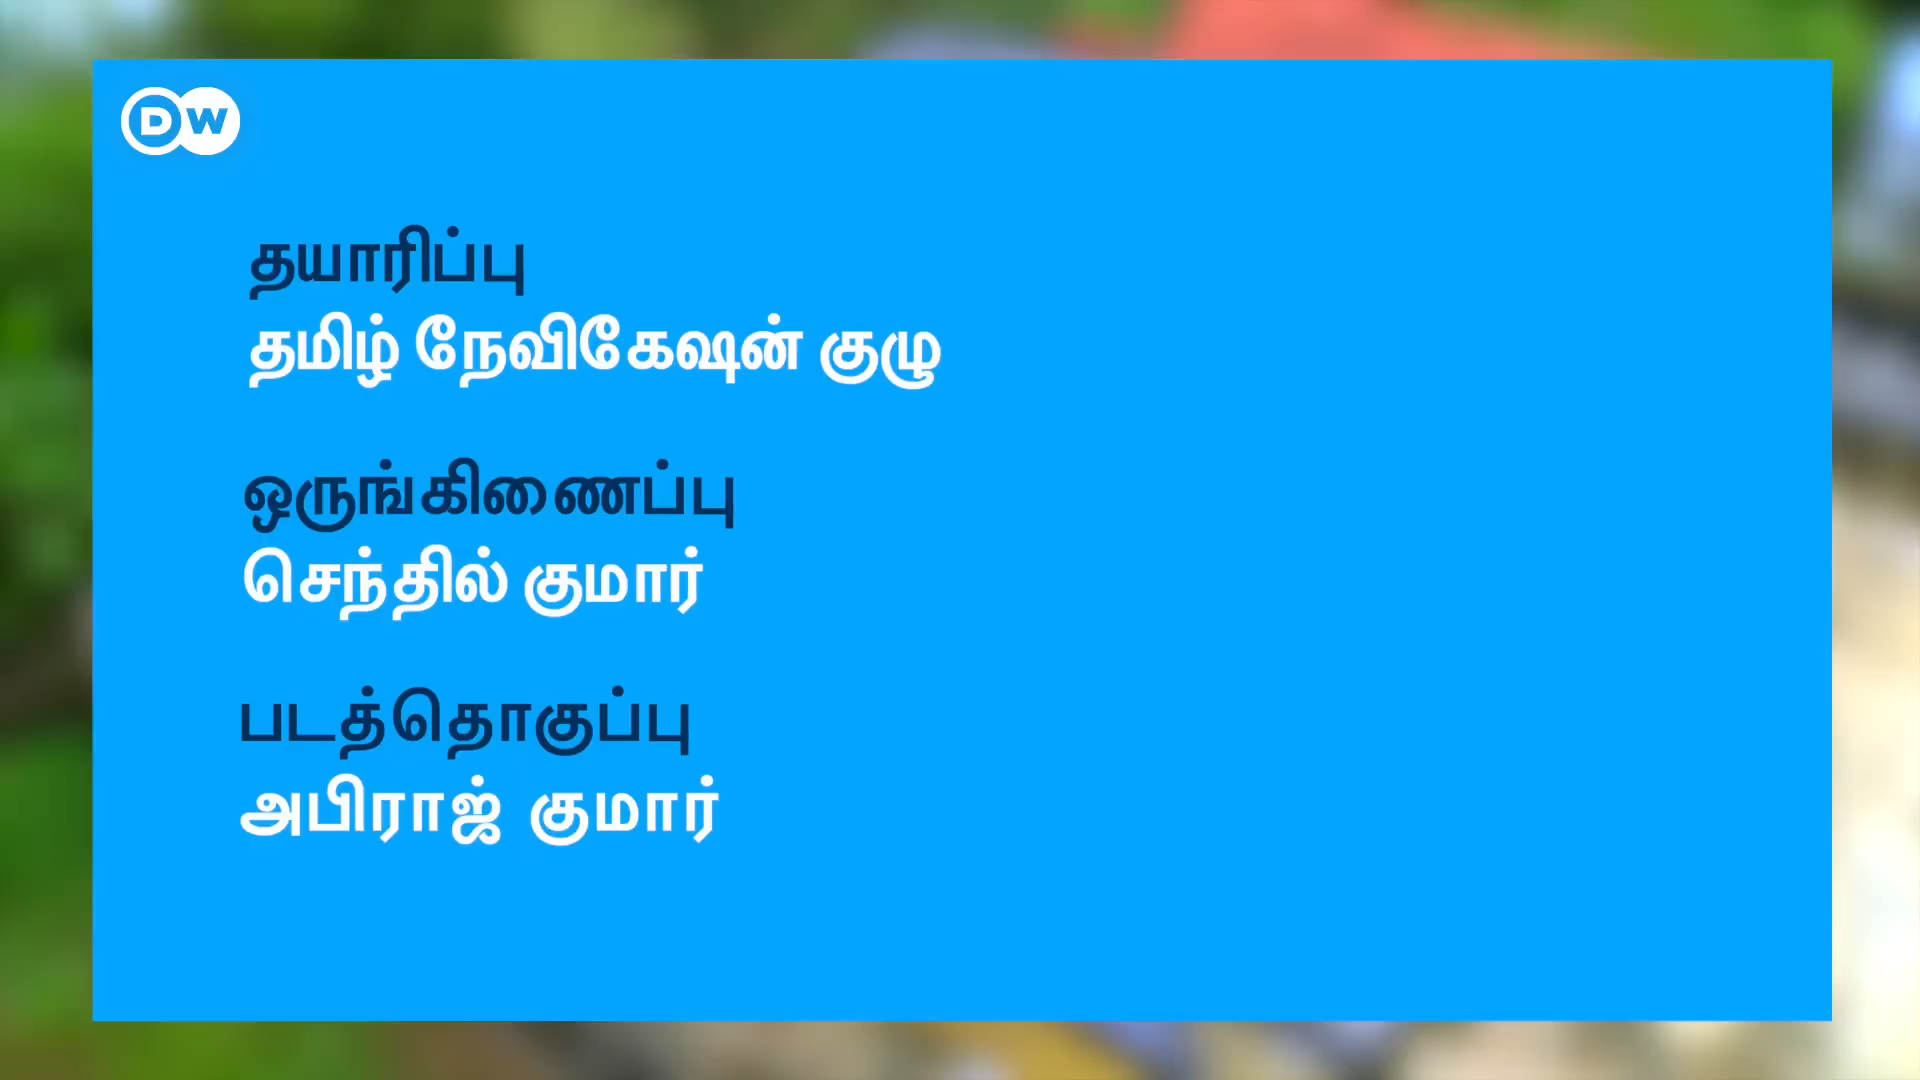 DW
தயாரிப்பு
தமிழ் நேவிகேஷன் குழு
ஒருங்கிணைப்பு
செந்தில் குமார்
படத்தொகுப்பு
அபிராஜ் குமார்